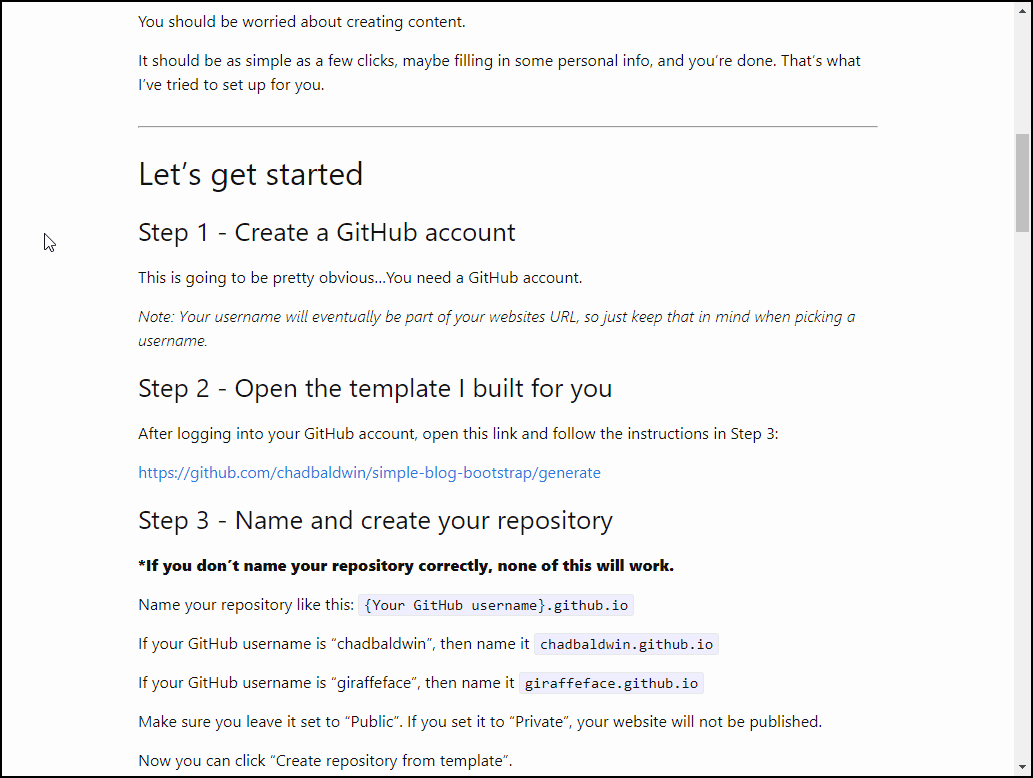 You should be worried about creating content.
It should be as simple as a few clicks, maybe filling in some personal info, and you’re done. That’s what
I’ve tried to set up for you.
Let’s get started
Step 1 - Create a GitHub account
This is going to be pretty obvious…You need a GitHub account.
Note: Your username will eventually be part of your websites URL, so just keep that in mind when picking a
username.
Step 2 - Open the template I built for you
After logging into your GitHub account, open this link and follow the instructions in Step 3:
https://github.com/chadbaldwin/simple-blog-bootstrap/generate
Step 3 - Name and create your repository
*If you don’t name your repository correctly, none of this will work.
Name your repository like this: {Your GitHub username}.github.io
If your GitHub username is “chadbaldwin”, then name it chadbaldwin.github.io
If your GitHub username is “giraffeface”, then name it giraffeface.github.io
Make sure you leave it set to “Public”. If you set it to “Private”, your website will not be published.
Now you can click “Create repository from template”.